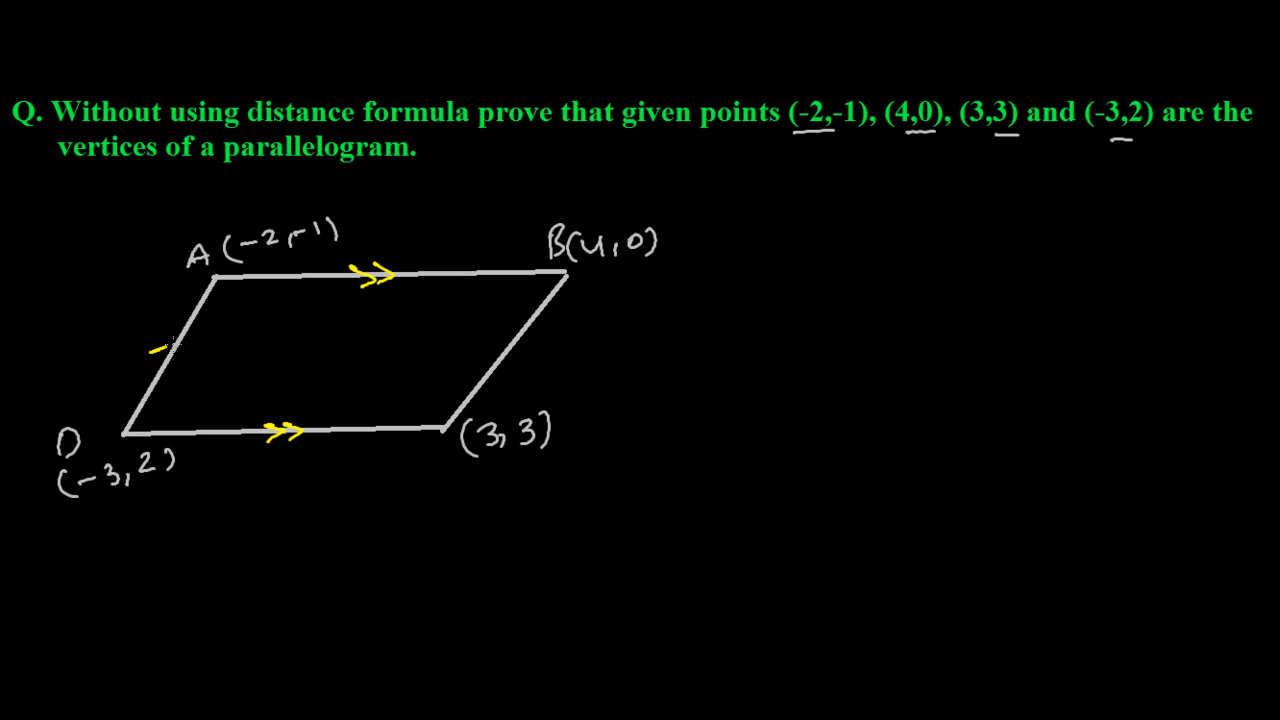 Q. Without using distance formula prove that given points (-2,-1), (4,0), (3,3) and (-3,2) are the
vertices of a parallelogram.
A (-2,-1)
B(4,0)
D
(3,3)
(-3,2)